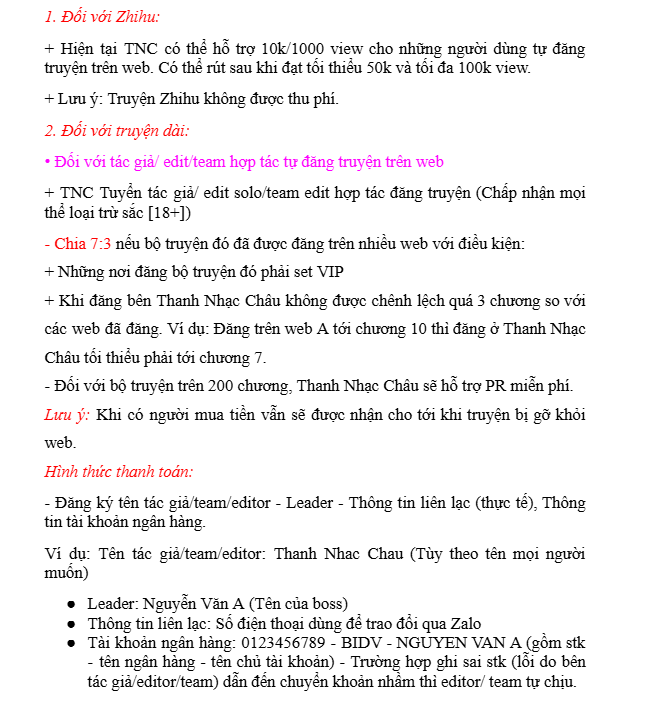 1. Đối với Zhihu:
+ Hiện tại TNC có thể hỗ trợ 10k/1000 view cho những người dùng tự đăng
truyện trên web. Có thể rút sau khi đạt tối thiểu 50k và tối đa 100k view.
+ Lưu ý: Truyện Zhihu không được thu phí.
2. Đối với truyện dài:
• Đối với tác giả/ edit/team hợp tác tự đăng truyện trên web
+ TNC Tuyển tác giả/ edit solo/team edit hợp tác đăng truyện (Chấp nhận mọi
thể loại trừ sắc [18+])
- Chia 7:3 nếu bộ truyện đó đã được đăng trên nhiều web với điều kiện:
+ Những nơi đăng bộ truyện đó phải set VIP
+ Khi đăng bên Thanh Nhạc Châu không được chênh lệch quá 3 chương so với
các web đã đăng. Ví dụ: Đăng trên web A tới chương 10 thì đăng ở Thanh Nhạc
Châu tối thiểu phải tới chương 7.
- Đối với bộ truyện trên 200 chương, Thanh Nhạc Châu sẽ hỗ trợ PR miễn phí.
Lưu ý: Khi có người mua tiền vẫn sẽ được nhận cho tới khi truyện bị gỡ khỏi
web.
Hình thức thanh toán:
- Đăng ký tên tác giả/team/editor - Leader - Thông tin liên lạc (thực tế), Thông
tin tài khoản ngân hàng.
Ví dụ: Tên tác giả/team/editor: Thanh Nhac Chau (Tùy theo tên mọi người
muốn)
● Leader: Nguyễn Văn A (Tên của boss)
● Thông tin liên lạc: Số điện thoại dùng để trao đổi qua Zalo
● Tài khoản ngân hàng: 0123456789 - BIDV - NGUYEN VAN A (gồm stk
- tên ngân hàng - tên chủ tài khoản) - Trường hợp ghi sai stk (lỗi do bên
tác giả/editor/team) dẫn đến chuyển khoản nhầm thì editor/ team tự chịu.